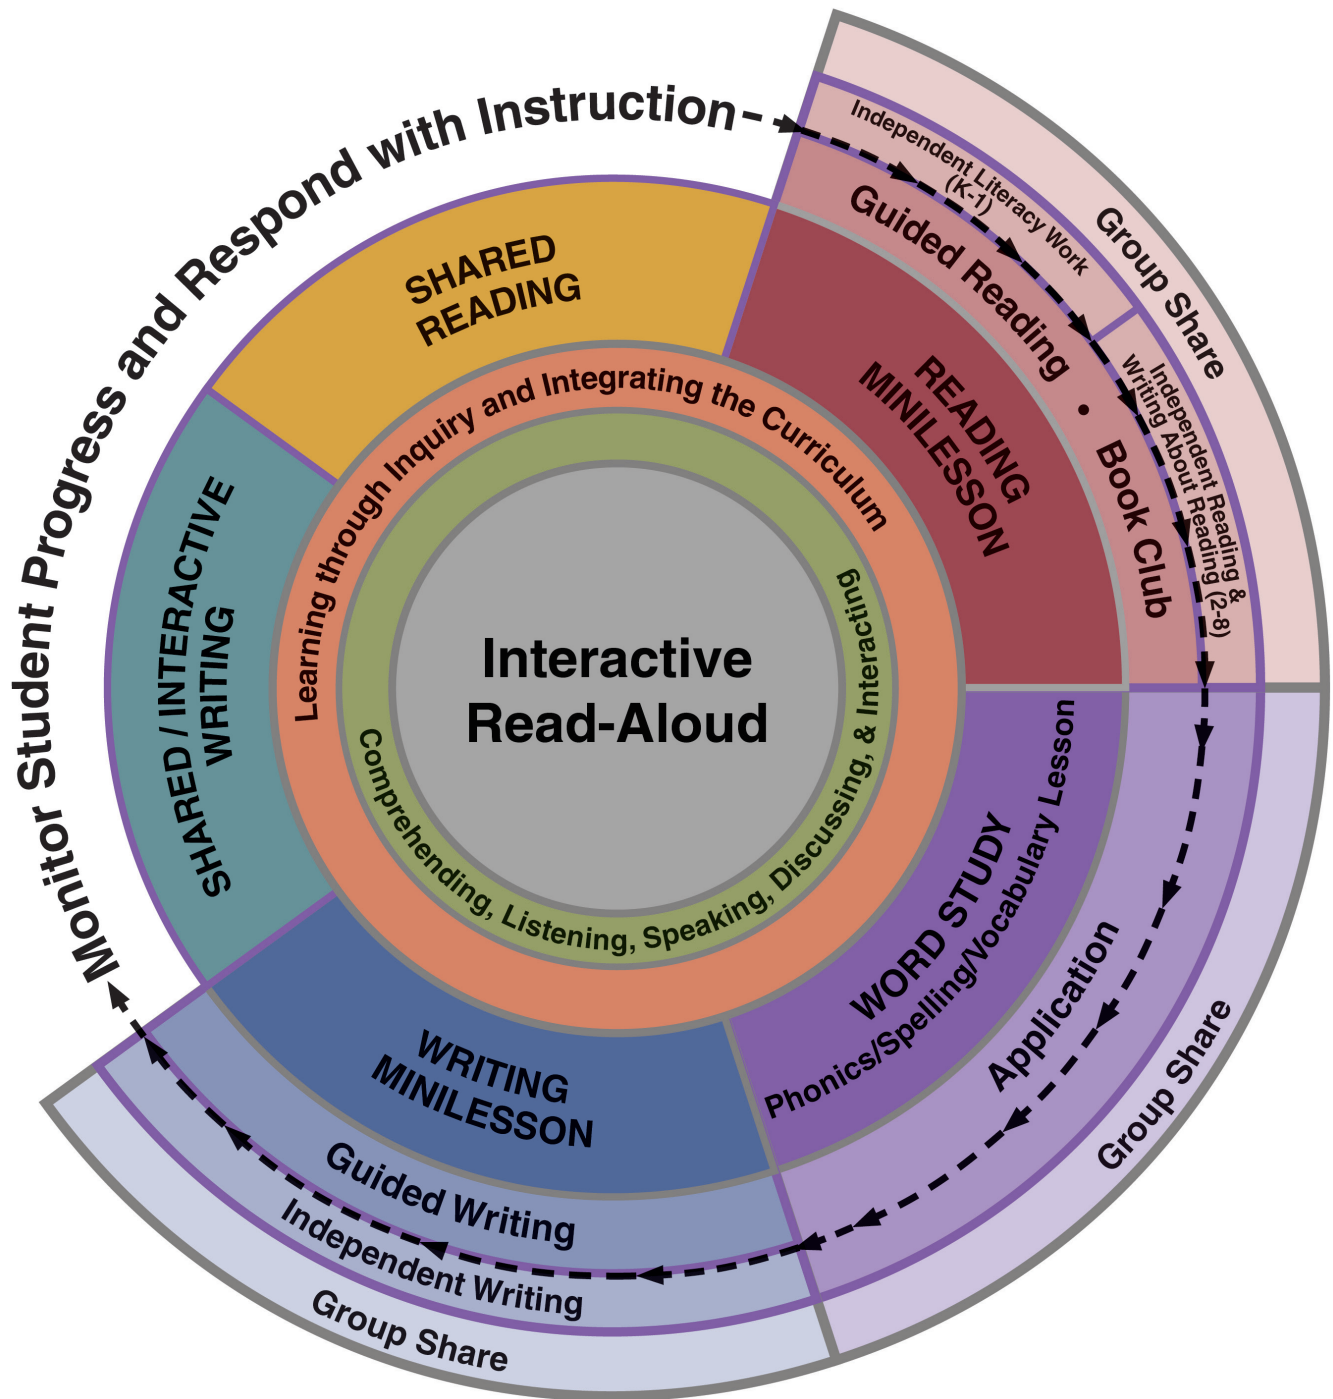 Monitor Student Progress and Respond with Instruction
SHARED
READING
READING
MINILESSON
Guided Reading • Book Club
Independent Literacy Work
(K-1)
Independent Reading &
Writing About Reading (2-8)
Group Share
SHARED / INTERACTIVE
WRITING
Learning through Inquiry and Integrating the Curriculum
Comprehending, Listening, Speaking, Discussing, & Interacting
Interactive
Read-Aloud
WORD STUDY
Phonics/Spelling/Vocabulary Lesson
Application
Group Share
WRITING
MINILESSON
Guided Writing
Independent Writing
Group Share